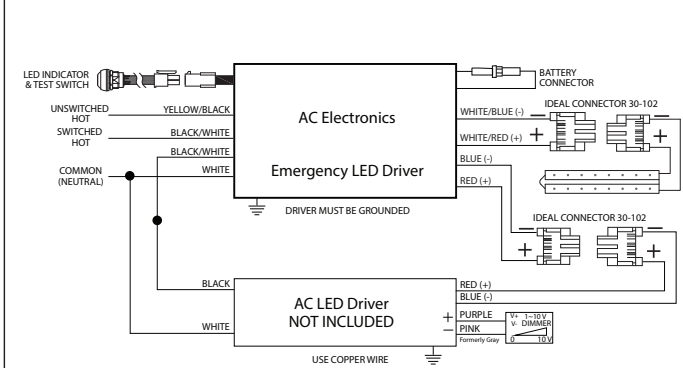 LED INDICATOR
& TEST SWITCH
UNSWITCHED
HOT
YELLOW/BLACK
SWITCHED
HOT
BLACK/WHITE
BLACK/WHITE
COMMON
(NEUTRAL)
WHITE
AC Electronics
Emergency LED Driver
DRIVER MUST BE GROUNDED
BATTERY
CONNECTOR
IDEAL CONNECTOR 30-102
WHITE/BLUE (-)
WHITE/RED (+)
BLUE (-)
RED (+)
− + − +
IDEAL CONNECTOR 30-102
− + − +
BLACK
WHITE
AC LED Driver
NOT INCLUDED
USE COPPER WIRE
RED (+)
BLUE (-)
+ PURPLE
− PINK
Formerly Gray
V+ 1~10 V
V- DIMMER
0 10 V